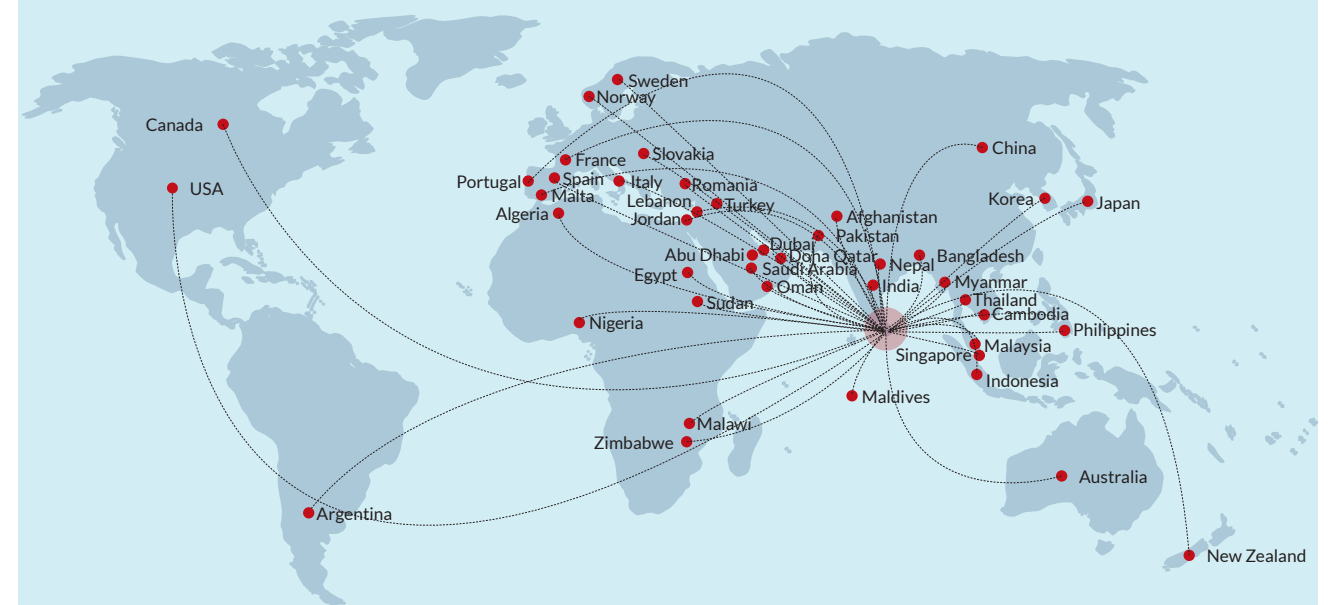 Sweden
Norway
Canada
China
Slovakia
France
Spain
Portugal
Italy
Romania
USA
Malta
Korea
Lebanon
Turkey
Japan
Algeria
Jordan
Afghanistan
Pakistan
Dubai
Abu Dhabi
Doha Qatar
Bangladesh
Nepal
Saudi Arabia
Egypt
Myanmar
India
Oman
Thailand
Sudan
Cambodia
Nigeria
Philippines
Malaysia
Singapore
Indonesia
Maldives
Malawi
Zimbabwe
Australia
Argentina
New Zealand